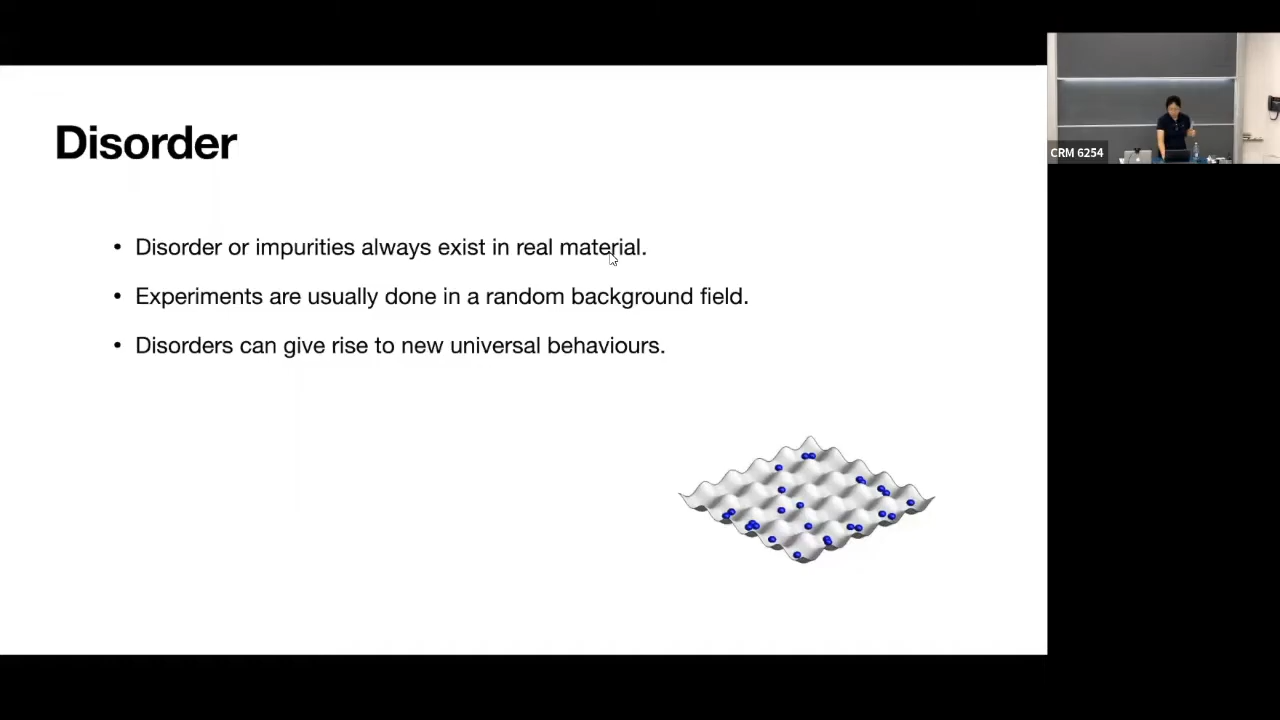 Disorder
• Disorder or impurities always exist in real material.
• Experiments are usually done in a random background field.
• Disorders can give rise to new universal behaviours.
CRM 6254